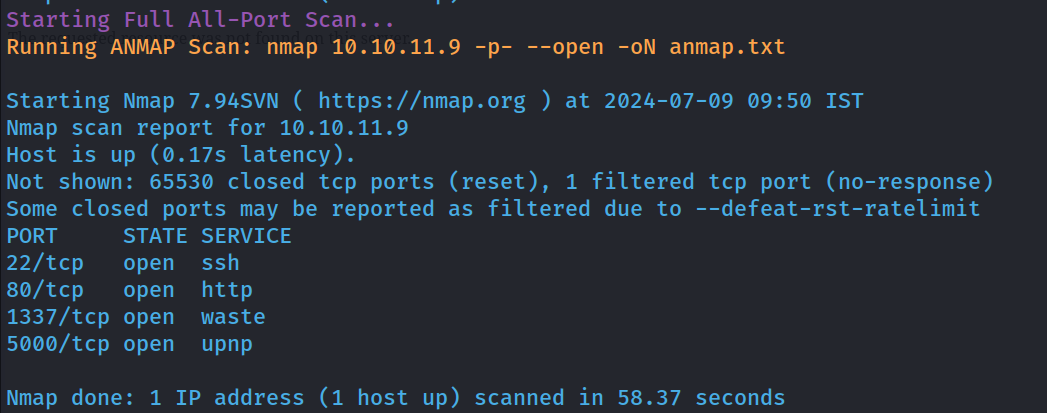 Starting Full All-Port Scan...
Running ANMAP Scan: nmap 10.10.11.9 -p- --open -oN anmap.txt
Starting Nmap 7.94SVN ( https://nmap.org ) at 2024-07-09 09:50 IST
Nmap scan report for 10.10.11.9
Host is up (0.17s latency).
Not shown: 65530 closed tcp ports (reset), 1 filtered tcp port (no-response)
Some closed ports may be reported as filtered due to --defeat-rst-ratelimit
PORT     STATE SERVICE
22/tcp   open  ssh
80/tcp   open  http
1337/tcp open  waste
5000/tcp open  upnp
Nmap done: 1 IP address (1 host up) scanned in 58.37 seconds